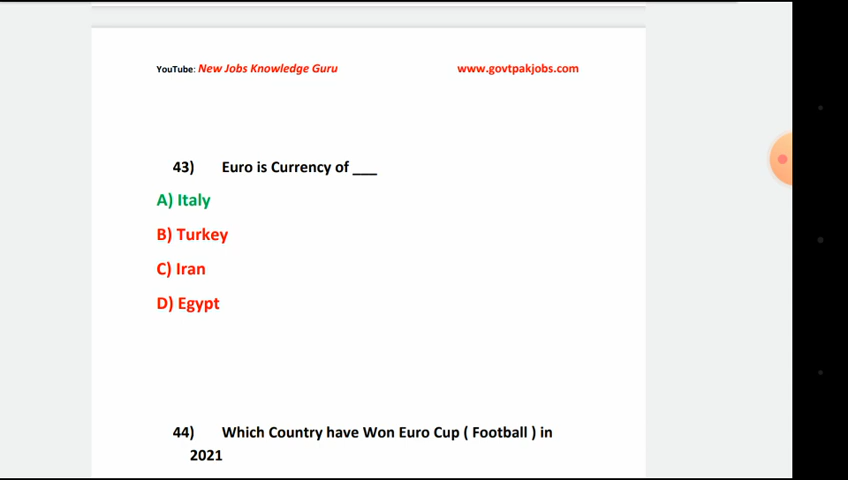 YouTube: New Jobs Knowledge Guru www.govtpakjobs.com
43) Euro is Currency of ___
A) Italy
B) Turkey
C) Iran
D) Egypt
44) Which Country have Won Euro Cup ( Football ) in
2021